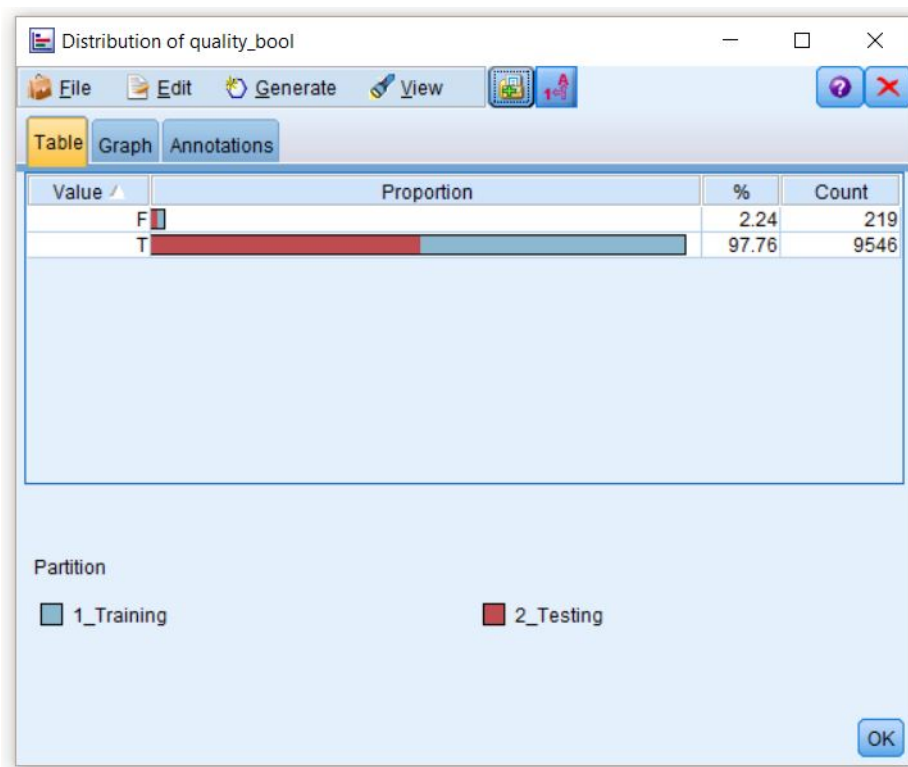 Distribution of quality_bool
File Edit Generate View
Table Graph Annotations
Value Proportion % Count
F 2.24 219
T 97.76 9546
Partition
1_Training 2_Testing
OK